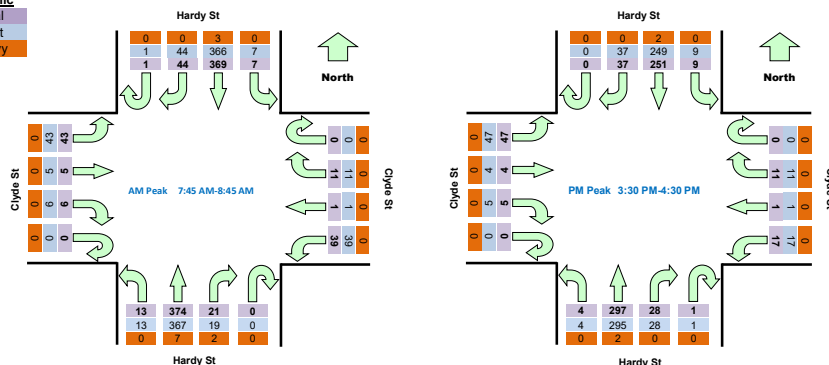 Hardy St
0 0 3 0
1 44 366 7
1 44 369 7
North
0 43 43
0 5 5
0 6 6
0 0 0
Clyde St
AM Peak 7:45 AM-8:45 AM
0 0 0
11 11 0
1 1 0
39 39 0
Clyde St
13 374 21 0
13 367 19 0
0 7 2 0
Hardy St
Hardy St
0 0 2 0
0 37 249 9
0 37 251 9
North
0 47 47
0 4 4
0 5 5
0 0 0
Clyde St
PM Peak 3:30 PM-4:30 PM
0 0 0
11 11 0
1 1 0
17 17 0
4 297 28 1
4 295 28 1
0 2 0 0
Hardy St